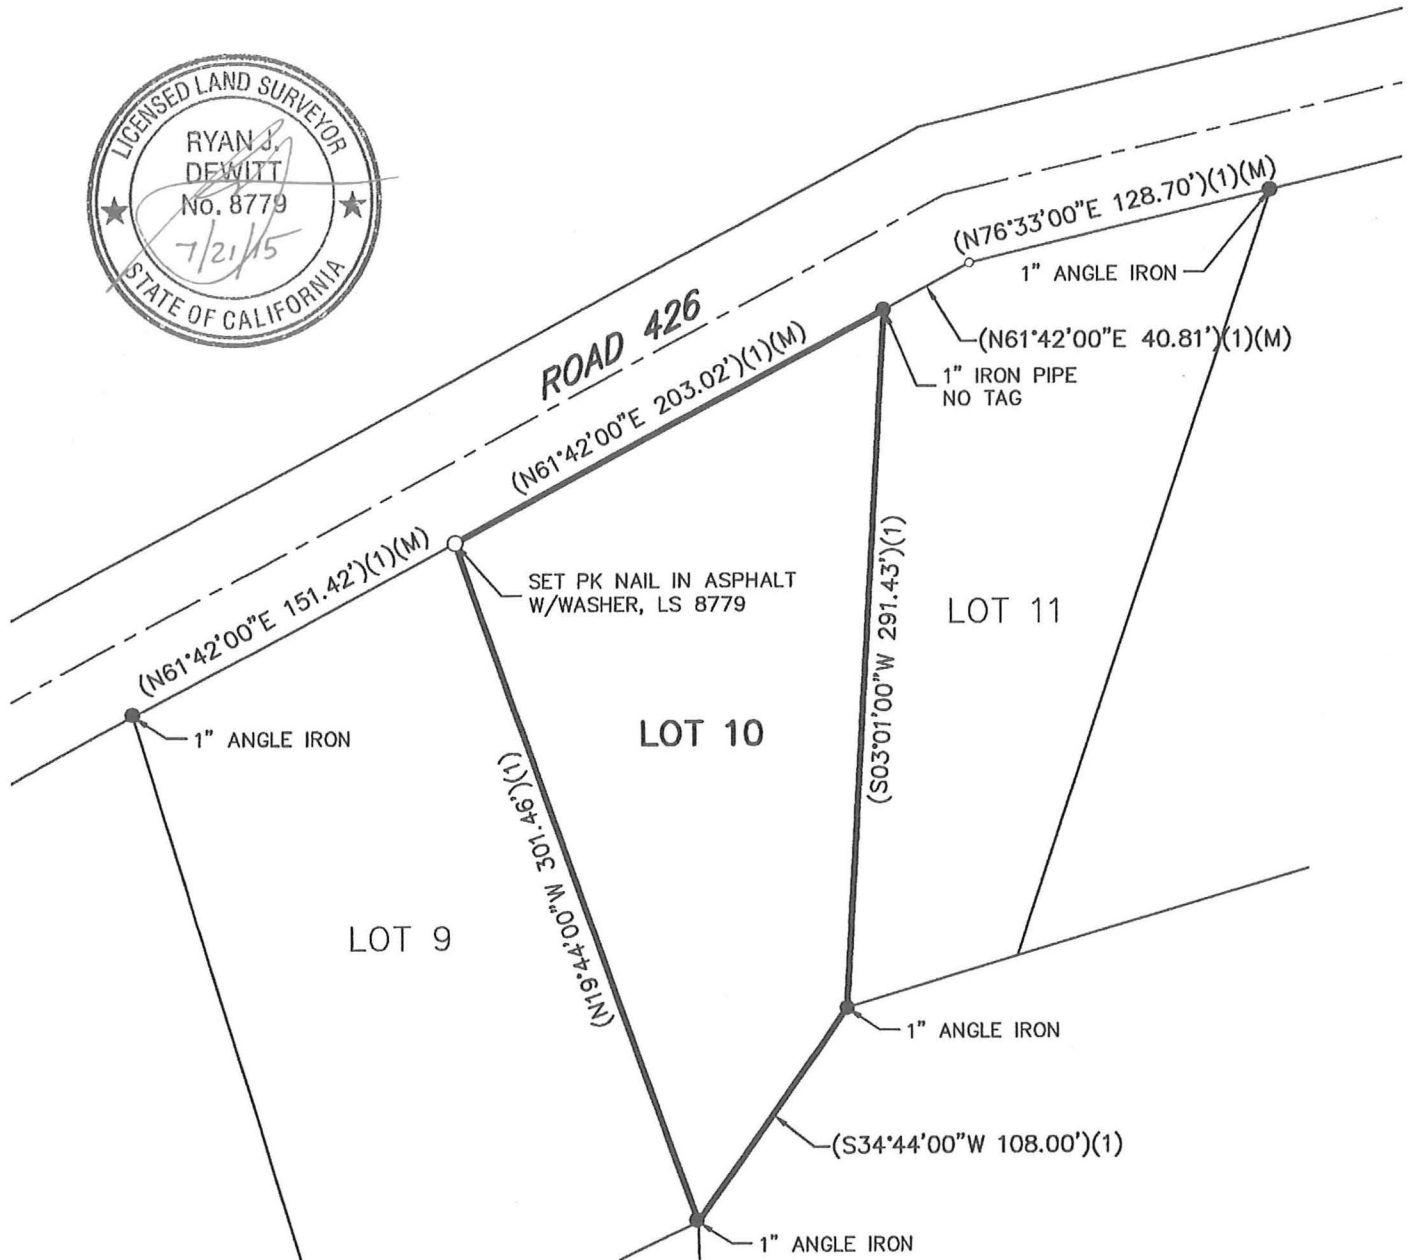 LICENSED LAND SURVEYOR
RYAN J.
DEWITT
No. 8779
7/21/15
STATE OF CALIFORNIA
ROAD 426
(N76°33'00"E 128.70')(1)(M)
1" ANGLE IRON
(N61°42'00"E 40.81')(1)(M)
1" IRON PIPE
NO TAG
(N61°42'00"E 203.02')(1)(M)
(N61°42'00"E 151.42')(1)(M)
SET PK NAIL IN ASPHALT
W/WASHER, LS 8779
1" ANGLE IRON
(S03°01'00"W 291.43')(1)
LOT 11
LOT 10
(N19°44'00"W 301.46')(1)
LOT 9
1" ANGLE IRON
(S34°44'00"W 108.00')(1)
1" ANGLE IRON